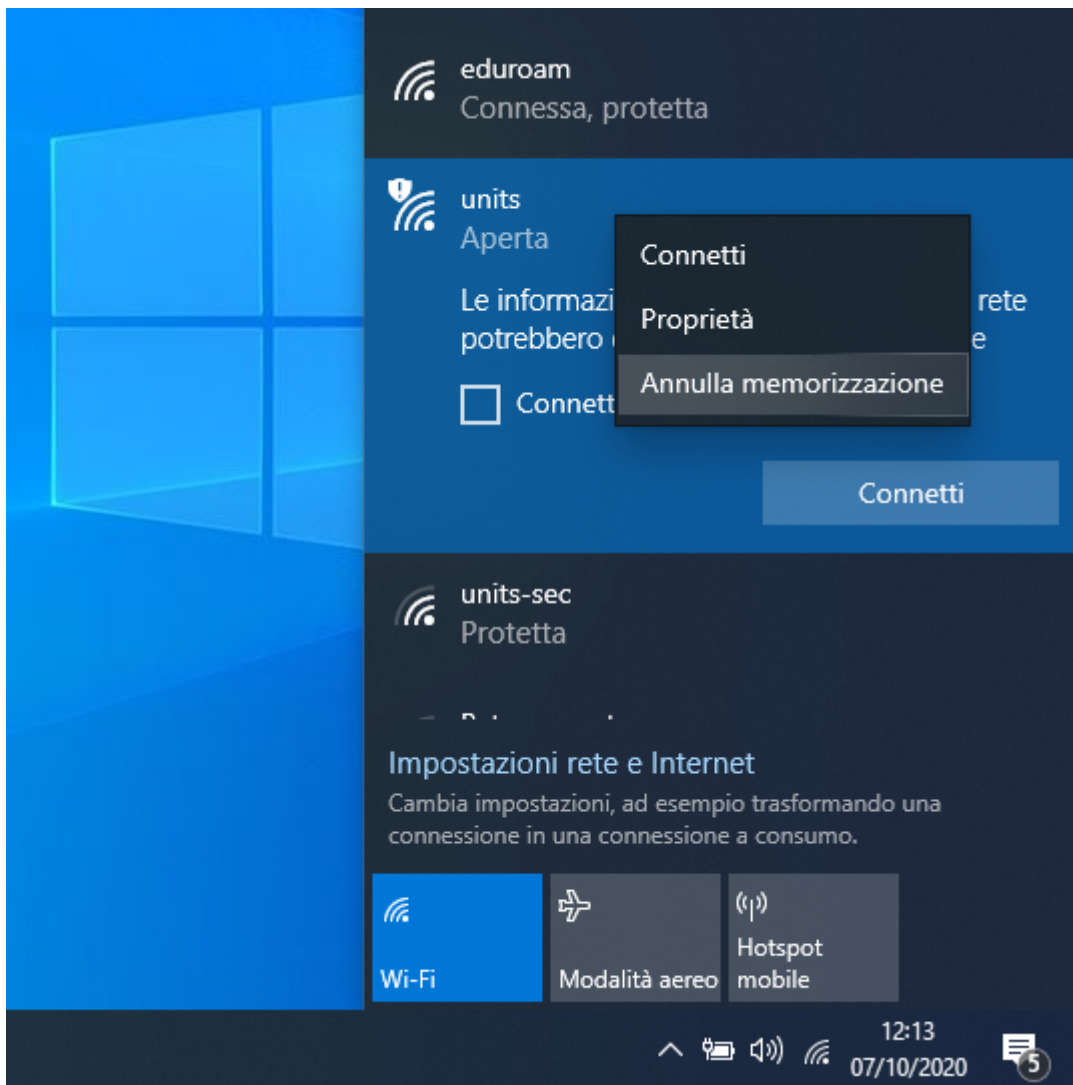 eduroam
Connessa, protetta
units
Aperta
Connetti
Le informazi
rete
Proprietà
potrebbero
e
Annulla memorizzazione
Connett
Connetti
units-sec
Protetta
Impostazioni rete e Internet
Cambia impostazioni, ad esempio trasformando una
connessione in una connessione a consumo.
Wi-Fi
Modalità aereo
Hotspot
mobile
12:13
07/10/2020
5